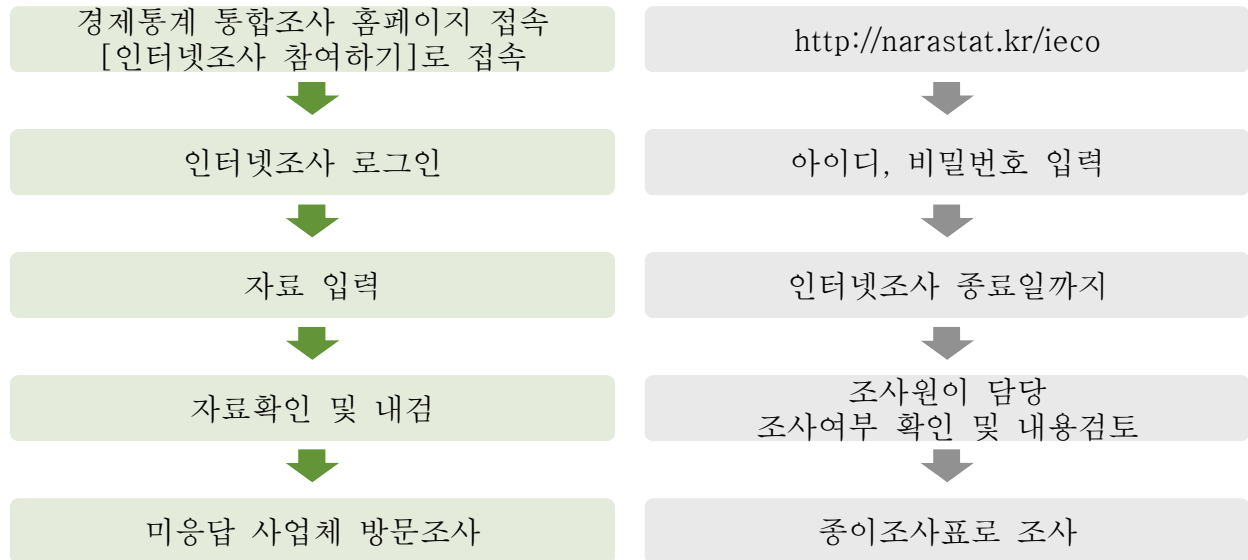 경제통계 통합조사 홈페이지 접속
[인터넷조사 참여하기]로 접속
http://narastat.kr/ieco
인터넷조사 로그인
아이디, 비밀번호 입력
자료 입력
인터넷조사 종료일까지
자료확인 및 내검
조사원이 담당
조사여부 확인 및 내용검토
미응답 사업체 방문조사
종이조사표로 조사